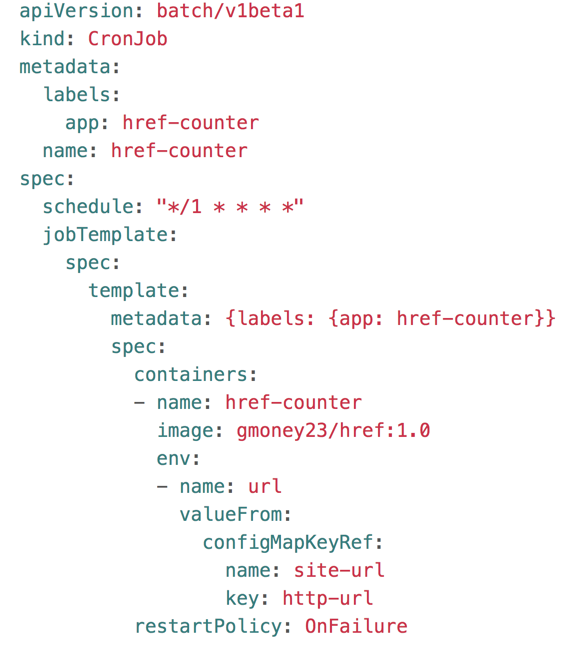 apiVersion: batch/v1beta1
kind: CronJob
metadata:
  labels:
    app: href-counter
  name: href-counter
spec:
  schedule: "*/1 * * * *"
  jobTemplate:
    spec:
      template:
        metadata: {labels: {app: href-counter}}
        spec:
          containers:
          - name: href-counter
            image: gmoney23/href:1.0
            env:
            - name: url
              valueFrom:
                configMapKeyRef:
                  name: site-url
                  key: http-url
          restartPolicy: OnFailure